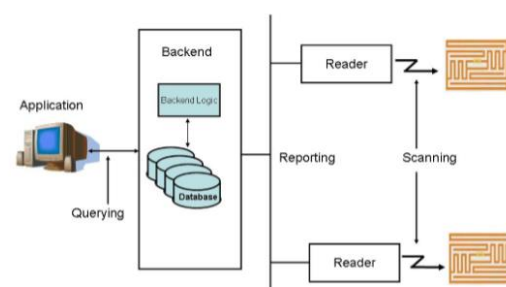 Backend
Reader
Application
Backend Logic
Reporting
Scanning
Database
Querying
Reader